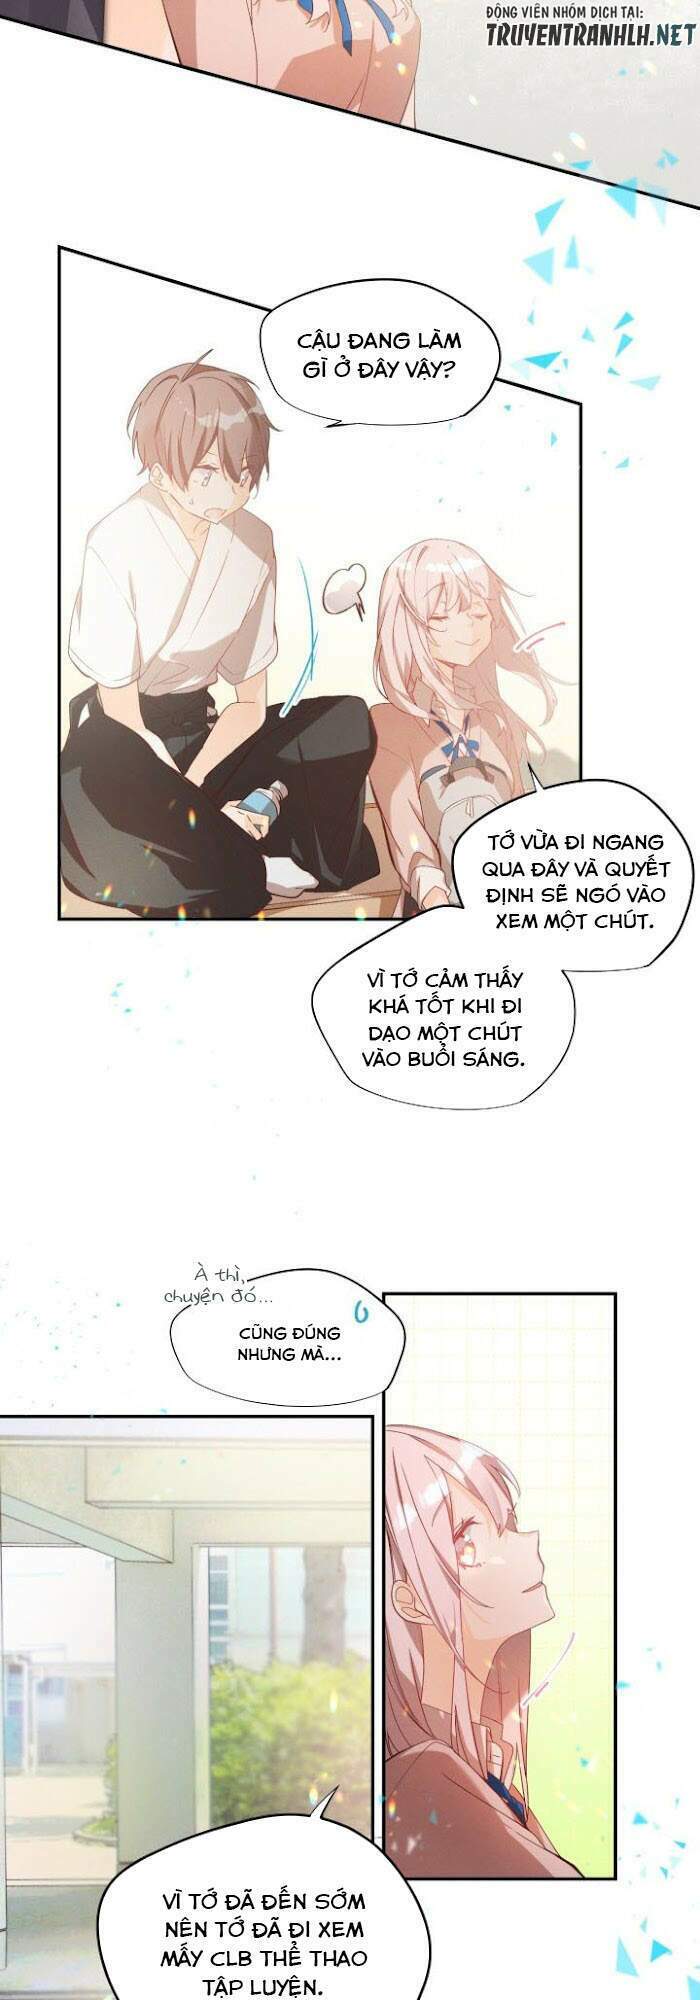 ĐỘNG VIÊN NHÓM DỊCH TẠI:
TRUYENTRANHLH.NET
CẬU ĐANG LÀM
GÌ Ở ĐÂY VẬY?
TỚ VỪA ĐI NGANG
QUA ĐÂY VÀ QUYẾT
ĐỊNH SẼ NGÓ VÀO
XEM MỘT CHÚT.
VÌ TỚ CẢM THẤY
KHÁ TỐT KHI ĐI
DẠO MỘT CHÚT
VÀO BUỔI SÁNG.
À thì,
chuyện đó...
CŨNG ĐÚNG
NHƯNG MÀ...
VÌ TỚ ĐÃ ĐẾN SỚM
NÊN TỚ ĐÃ ĐI XEM
MẤY CLB THỂ THAO
TẬP LUYỆN.